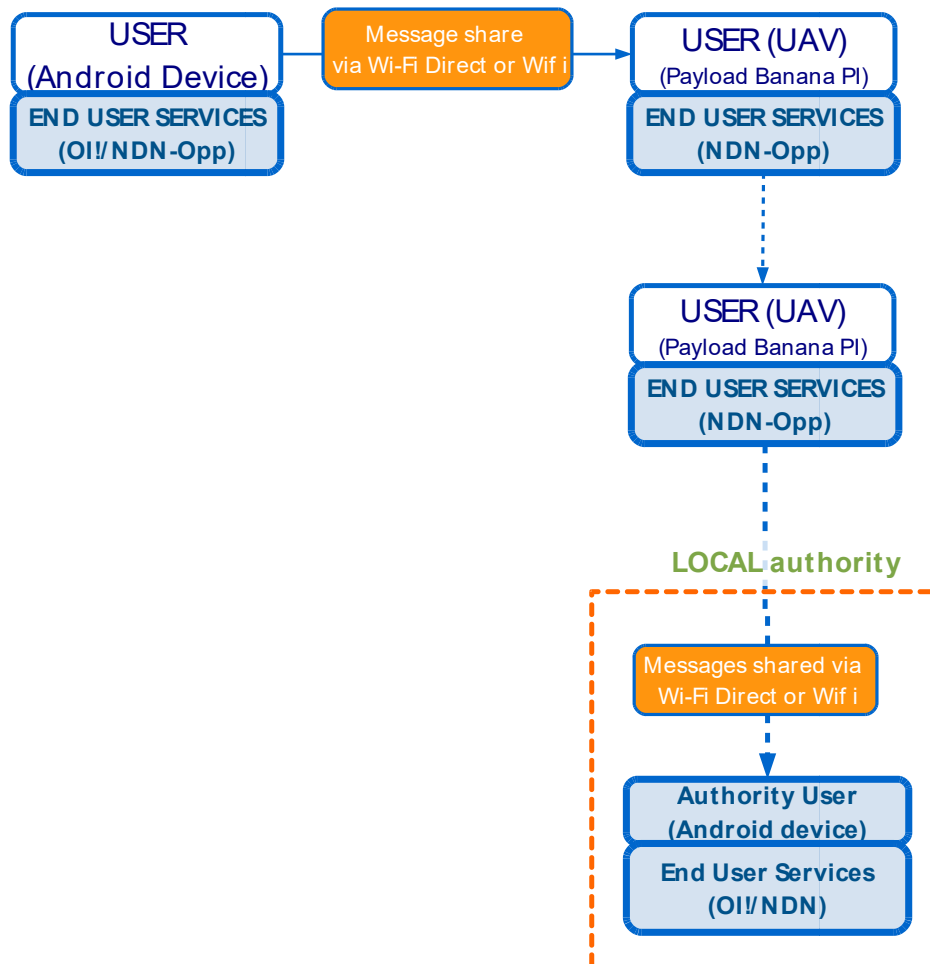 USER
(Android Device)
END USER SERVICES
(OI!/NDN-Opp)
Message share
via Wi-Fi Direct or Wif i
USER (UAV)
(Payload Banana PI)
END USER SERVICES
(NDN-Opp)
USER (UAV)
(Payload Banana PI)
END USER SERVICES
(NDN-Opp)
LOCAL authority
Messages shared via
Wi-Fi Direct or Wif i
Authority User
(Android device)
End User Services
(OI!/NDN)